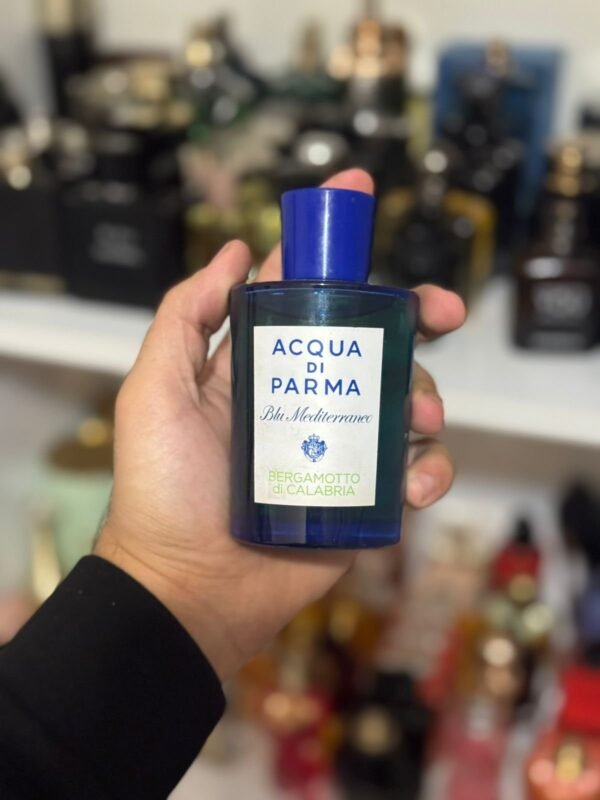 ACQUA
DI
PARMA
Blu Mediterraneo
BERGAMOTTO
di CALABRIA